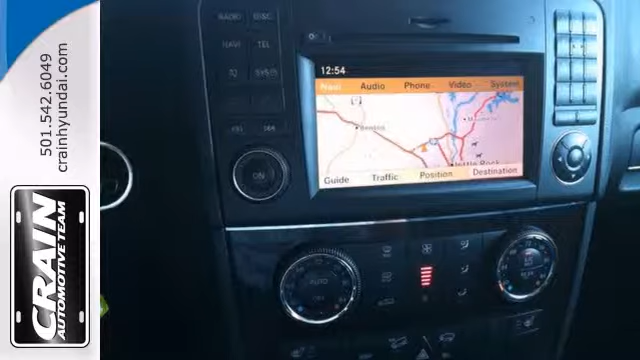 501.542.6049
crainhyundai.com
CRAIN
AUTOMOTIVE TEAM
RADIO DISC
NAVI TEL
SYS
ON
12:54
Navi Audio Phone Video System
Benton
Little Rock
Guide Traffic Position Destination
AUTO